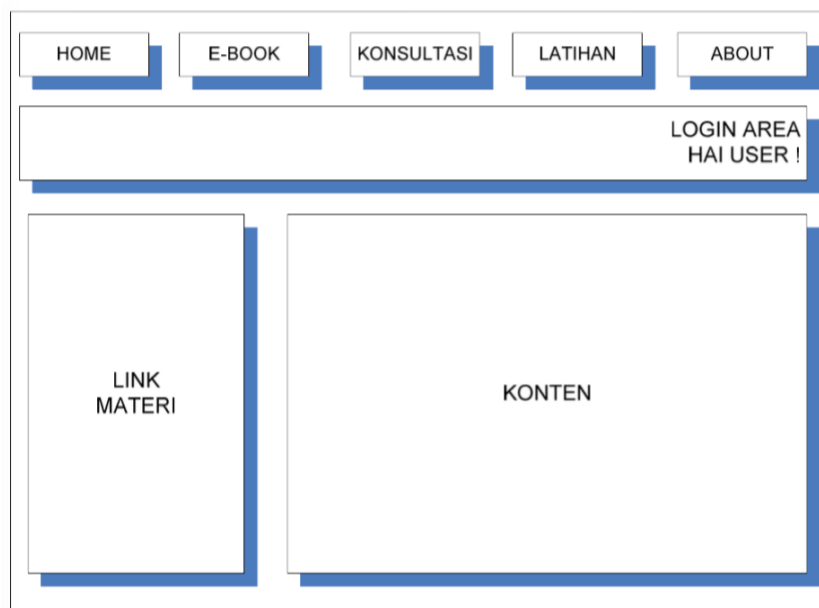 HOME
E-BOOK
KONSULTASI
LATIHAN
ABOUT
LOGIN AREA
HAI USER !
LINK
MATERI
KONTEN